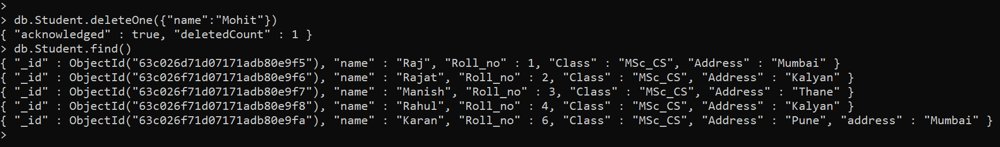 >
> db.Student.deleteOne({"name":"Mohit"})
{ "acknowledged" : true, "deletedCount" : 1 }
> db.Student.find()
{ "_id" : ObjectId("63c026d71d07171adb80e9f5"), "name" : "Raj", "Roll_no" : 1, "Class" : "MSc_CS", "Address" : "Mumbai" }
{ "_id" : ObjectId("63c026f71d07171adb80e9f6"), "name" : "Rajat", "Roll_no" : 2, "Class" : "MSc_CS", "Address" : "Kalyan" }
{ "_id" : ObjectId("63c026f71d07171adb80e9f7"), "name" : "Manish", "Roll_no" : 3, "Class" : "MSc_CS", "Address" : "Thane" }
{ "_id" : ObjectId("63c026f71d07171adb80e9f8"), "name" : "Rahul", "Roll_no" : 4, "Class" : "MSc_CS", "Address" : "Kalyan" }
{ "_id" : ObjectId("63c026f71d07171adb80e9fa"), "name" : "Karan", "Roll_no" : 6, "Class" : "MSc_CS", "Address" : "Pune", "address" : "Mumbai" }
>